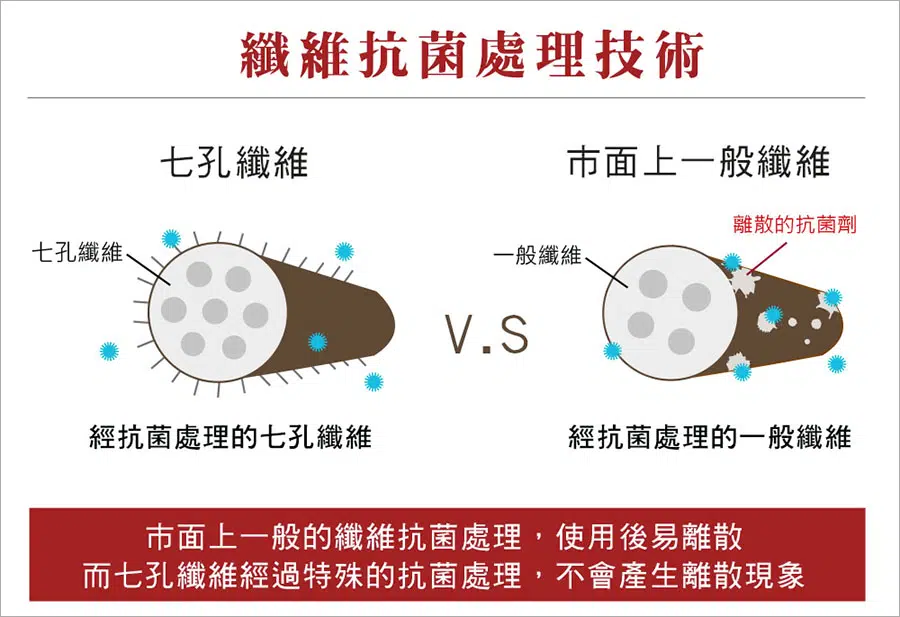 纖維抗菌處理技術
七孔纖維
市面上一般纖維
離散的抗菌劑
七孔纖維
一般纖維
V.S
經抗菌處理的七孔纖維
經抗菌處理的一般纖維
市面上一般的纖維抗菌處理，使用後易離散
而七孔纖維經過特殊的抗菌處理，不會產生離散現象